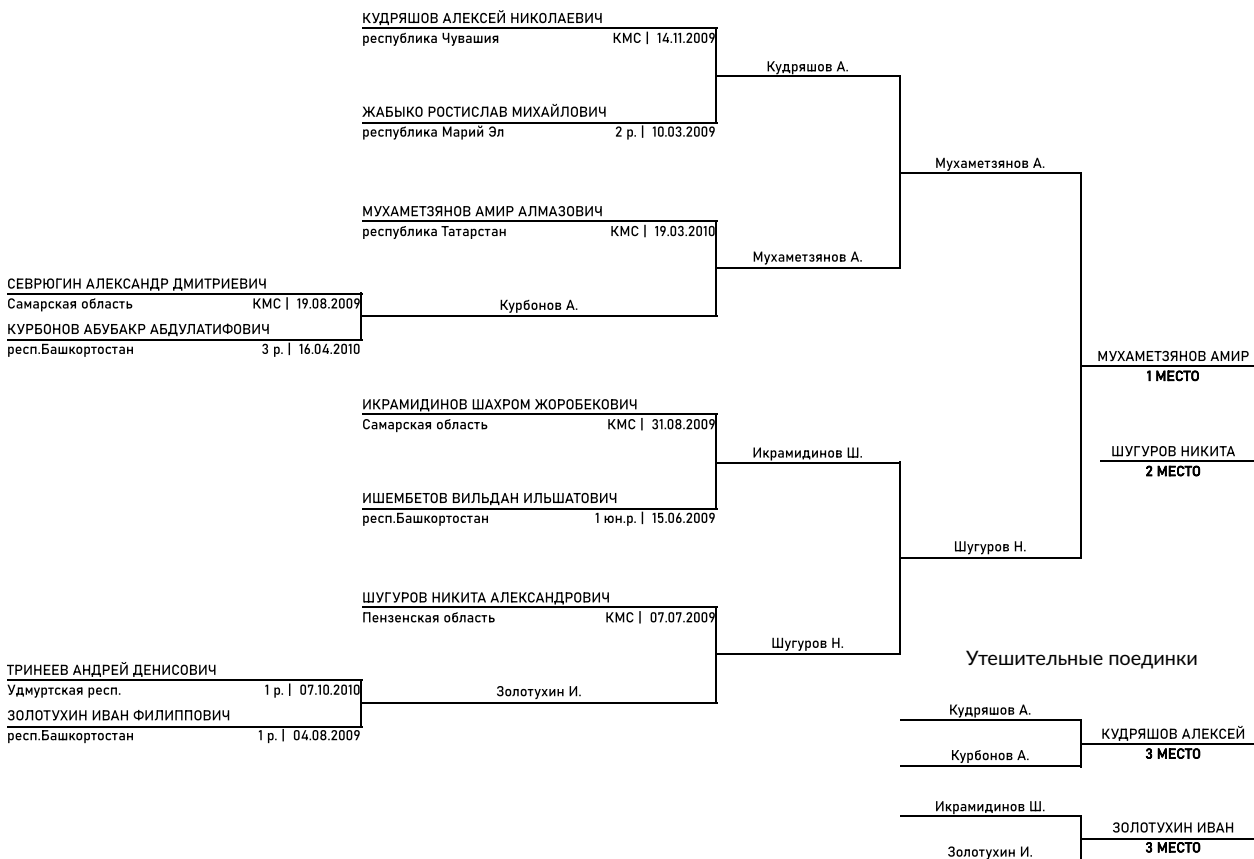 КУДРЯШОВ АЛЕКСЕЙ НИКОЛАЕВИЧ
республика Чувашия КМС | 14.11.2009
Кудряшов А.
ЖАБЫКО РОСТИСЛАВ МИХАЙЛОВИЧ
республика Марий Эл 2 р. | 10.03.2009
Мухаметзянов А.
МУХАМЕТЗЯНОВ АМИР АЛМАЗОВИЧ
республика Татарстан КМС | 19.03.2010
Мухаметзянов А.
СЕВРЮГИН АЛЕКСАНДР ДМИТРИЕВИЧ
Самарская область КМС | 19.08.2009
Курбонов А.
КУРБОНОВ АБУБАКР АБДУЛАТИФОВИЧ
респ.Башкортостан 3 р. | 16.04.2010
МУХАМЕТЗЯНОВ АМИР
1 МЕСТО
ИКРАМИДИНОВ ШАХРОМ ЖОРОБЕКОВИЧ
Самарская область КМС | 31.08.2009
Икрамидинов Ш.
ШУГУРОВ НИКИТА
2 МЕСТО
ИШЕМБЕТОВ ВИЛЬДАН ИЛЬШАТОВИЧ
респ.Башкортостан 1 юн.р. | 15.06.2009
Шугуров Н.
ШУГУРОВ НИКИТА АЛЕКСАНДРОВИЧ
Пензенская область КМС | 07.07.2009
Шугуров Н.
Утешительные поединки
ТРИНЕЕВ АНДРЕЙ ДЕНИСОВИЧ
Удмуртская респ. 1 р. | 07.10.2010
Золотухин И.
ЗОЛОТУХИН ИВАН ФИЛИППОВИЧ
респ.Башкортостан 1 р. | 04.08.2009
Кудряшов А.
КУДРЯШОВ АЛЕКСЕЙ
3 МЕСТО
Курбонов А.
Икрамидинов Ш.
ЗОЛОТУХИН ИВАН
3 МЕСТО
Золотухин И.